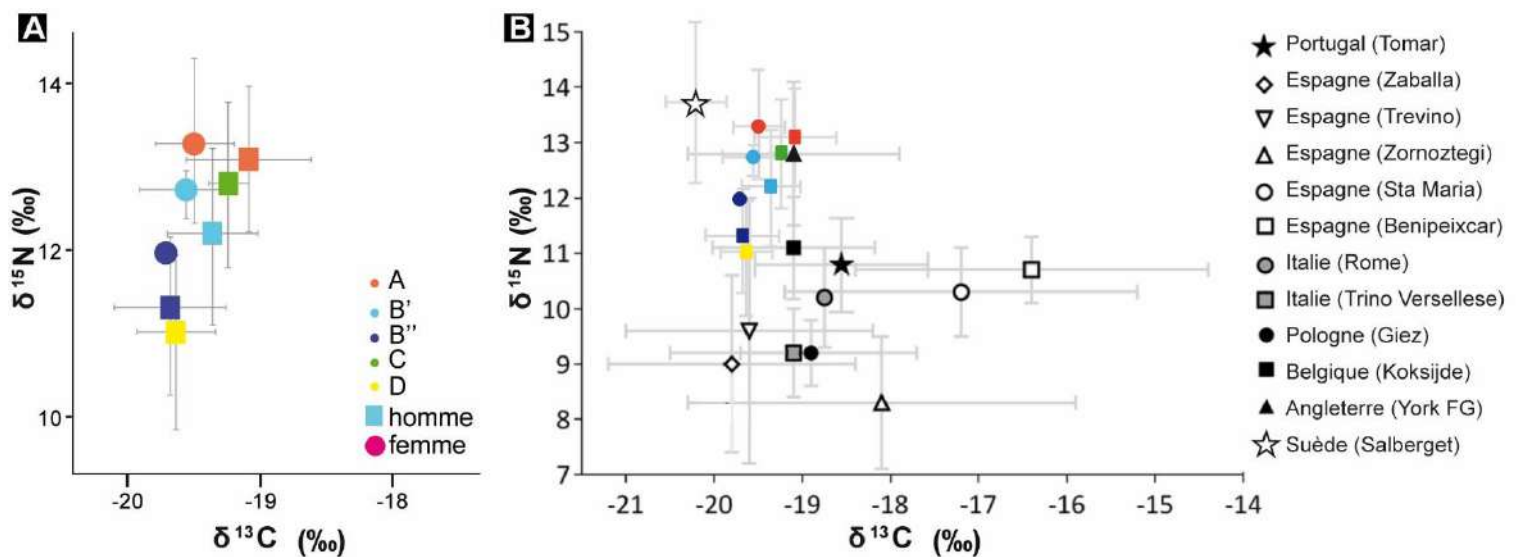 A
14
12
10
δ15N (‰)
-20
-19
-18
δ13C (‰)
A
B'
B''
C
D
homme
femme
B
15
14
13
12
11
10
9
8
7
δ15N (‰)
-21
-20
-19
-18
-17
-16
-15
-14
δ13C (‰)
Portugal (Tomar)
Espagne (Zaballa)
Espagne (Trevino)
Espagne (Zornoztegi)
Espagne (Sta Maria)
Espagne (Benipeixcar)
Italie (Rome)
Italie (Trino Versellese)
Pologne (Giez)
Belgique (Koksijde)
Angleterre (York FG)
Suède (Salberget)